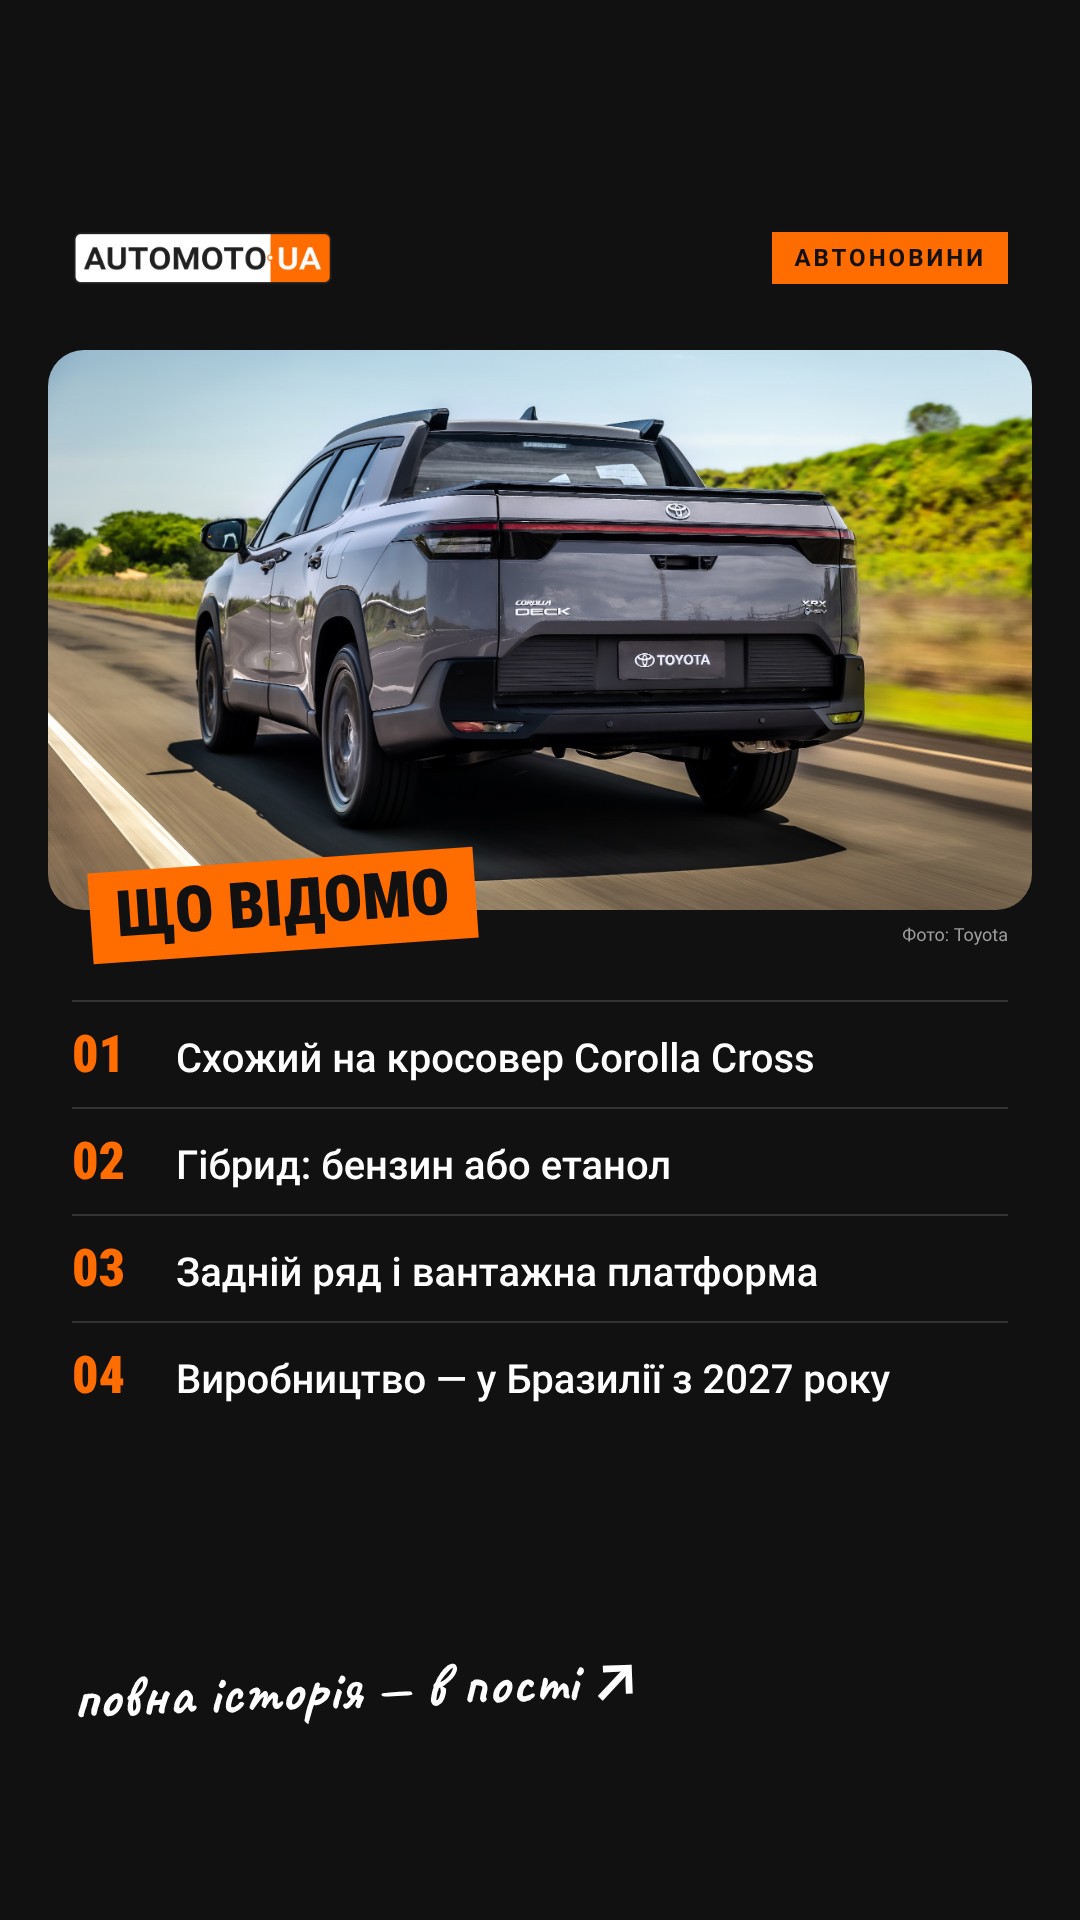 AUTOMOTO UA
АВТОНОВИНИ
COROLLA
DECK
XRX
TOYOTA
ЩО ВІДОМО
Фото: Toyota
01 Схожий на кросовер Corolla Cross
02 Гібрид: бензин або етанол
03 Задній ряд і вантажна платформа
04 Виробництво — у Бразилії з 2027 року
повна історія — в пості